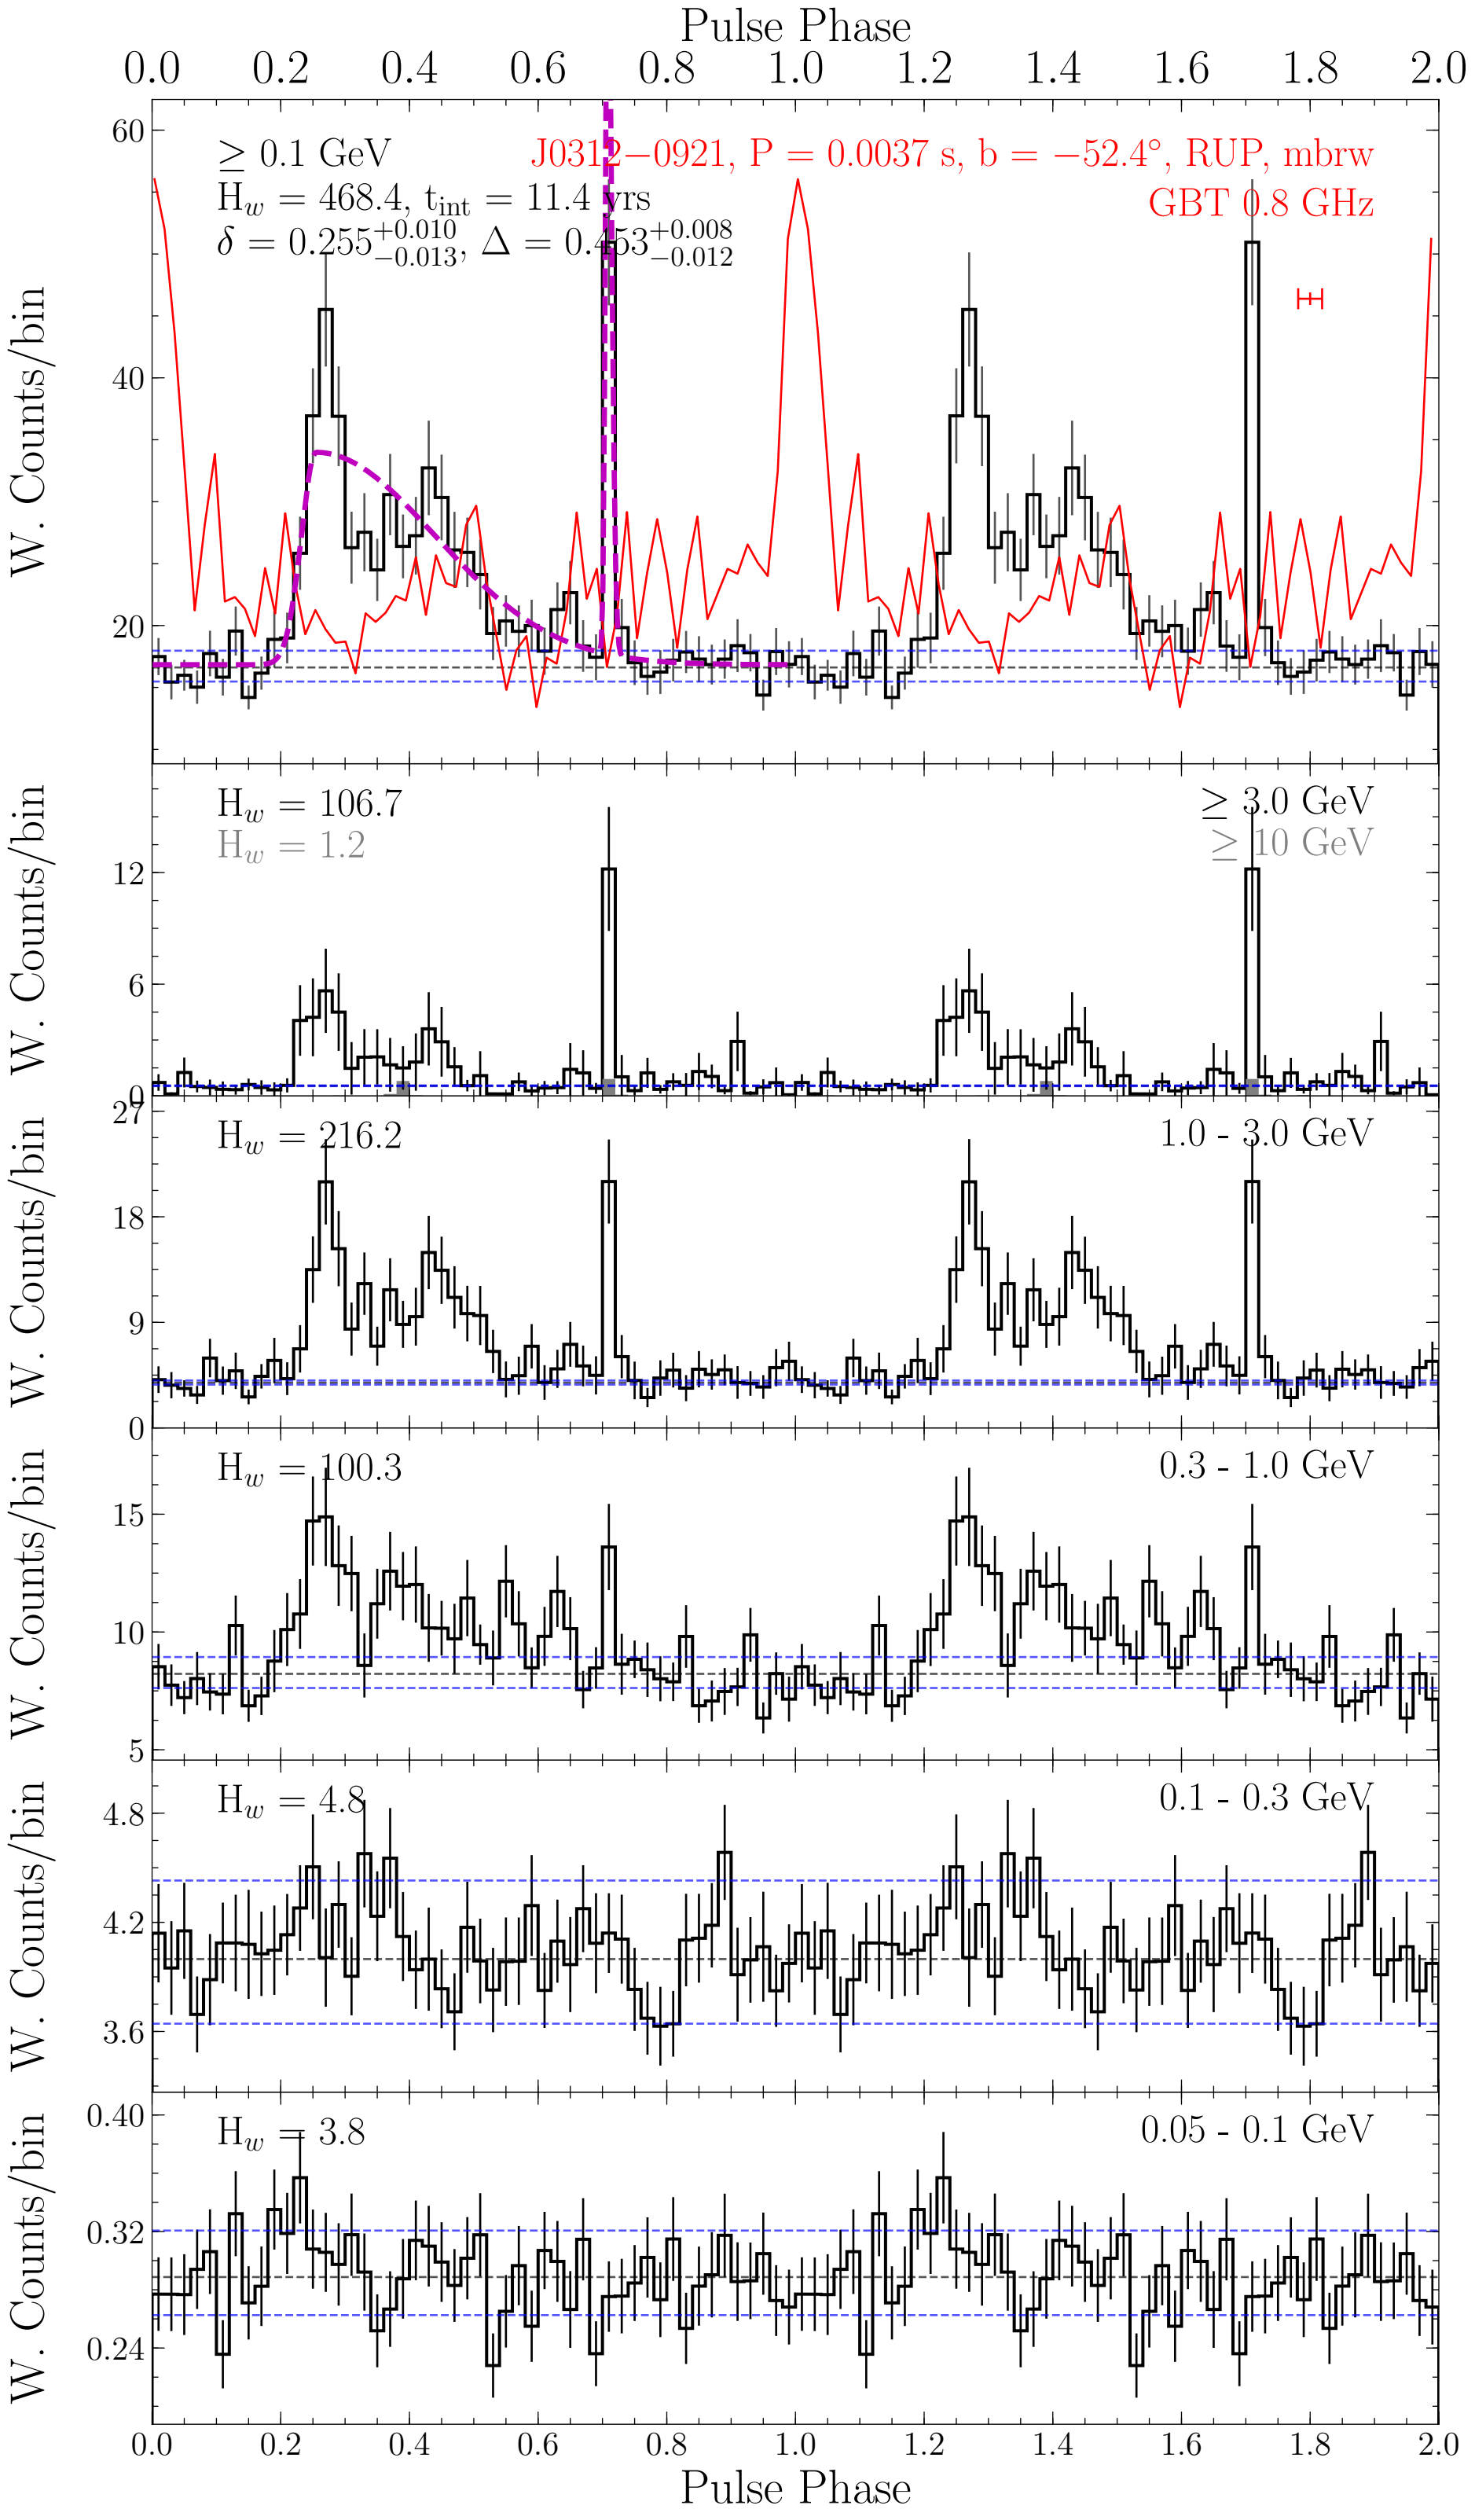 Pulse Phase
0.0 0.2 0.4 0.6 0.8 1.0 1.2 1.4 1.6 1.8 2.0
≥ 0.1 GeV
J0312−0921, P = 0.0037 s, b = −52.4°, RUP, mbrw
H_w = 468.4, t_int = 11.4 yrs
GBT 0.8 GHz
δ = 0.255^{+0.010}_{−0.013}, Δ = 0.453^{+0.008}_{−0.012}
60
40
20
W. Counts/bin
H_w = 106.7
≥ 3.0 GeV
H_w = 1.2
≥ 10 GeV
12
6
0
W. Counts/bin
H_w = 216.2
1.0 - 3.0 GeV
27
18
9
0
W. Counts/bin
H_w = 100.3
0.3 - 1.0 GeV
15
10
5
W. Counts/bin
H_w = 4.8
0.1 - 0.3 GeV
4.8
4.2
3.6
W. Counts/bin
H_w = 3.8
0.05 - 0.1 GeV
0.40
0.32
0.24
W. Counts/bin
0.0 0.2 0.4 0.6 0.8 1.0 1.2 1.4 1.6 1.8 2.0
Pulse Phase